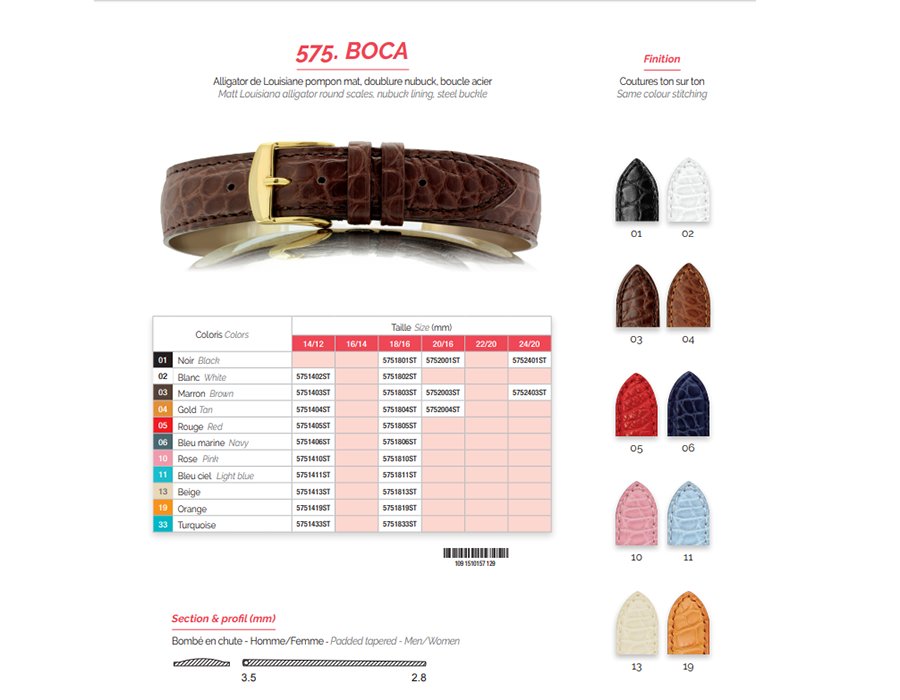 575. BOCA
Alligator de Louisiane pompon mat, doublure nubuck, boucle acier
Matt Louisiana alligator round scales, nubuck lining, steel buckle
Finition
Coutures ton sur ton
Same colour stitching
01 02
03 04
05 06
10 11
13 19
Coloris Colors
Taille Size (mm)
14/12 16/14 18/16 20/16 22/20 24/20
01 Noir Black 5751801ST 5752001ST 5752401ST
02 Blanc White 5751402ST 5751802ST
03 Marron Brown 5751403ST 5751803ST 5752003ST 5752403ST
04 Gold Tan 5751404ST 5751804ST 5752004ST
05 Rouge Red 5751405ST 5751805ST
06 Bleu marine Navy 5751406ST 5751806ST
10 Rose Pink 5751410ST 5751810ST
11 Bleu ciel Light blue 5751411ST 5751811ST
13 Beige 5751413ST 5751813ST
19 Orange 5751419ST 5751819ST
33 Turquoise 5751433ST 5751833ST
109 1510157 129
Section & profil (mm)
Bombé en chute - Homme/Femme - Padded tapered - Men/Women
3.5 2.8